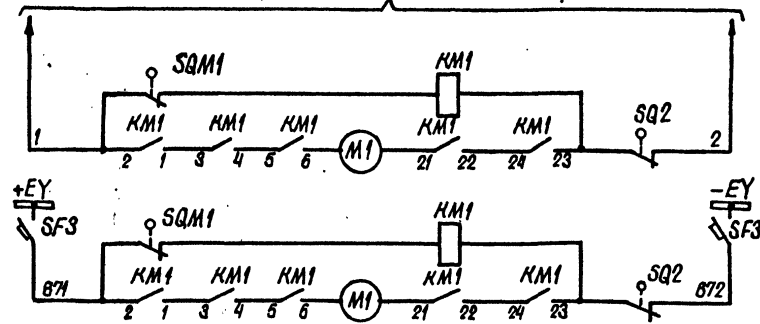 SQM1 KM1
SQ2
KM1 KM1 KM1 KM1 KM1
1 M1 2
2 1 3 4 5 6 21 22 24 23
+EY -EY
SF3 SQM1 KM1 SF3
KM1 KM1 KM1 KM1 KM1 SQ2
871 M1 872
2 1 3 4 5 6 21 22 24 23